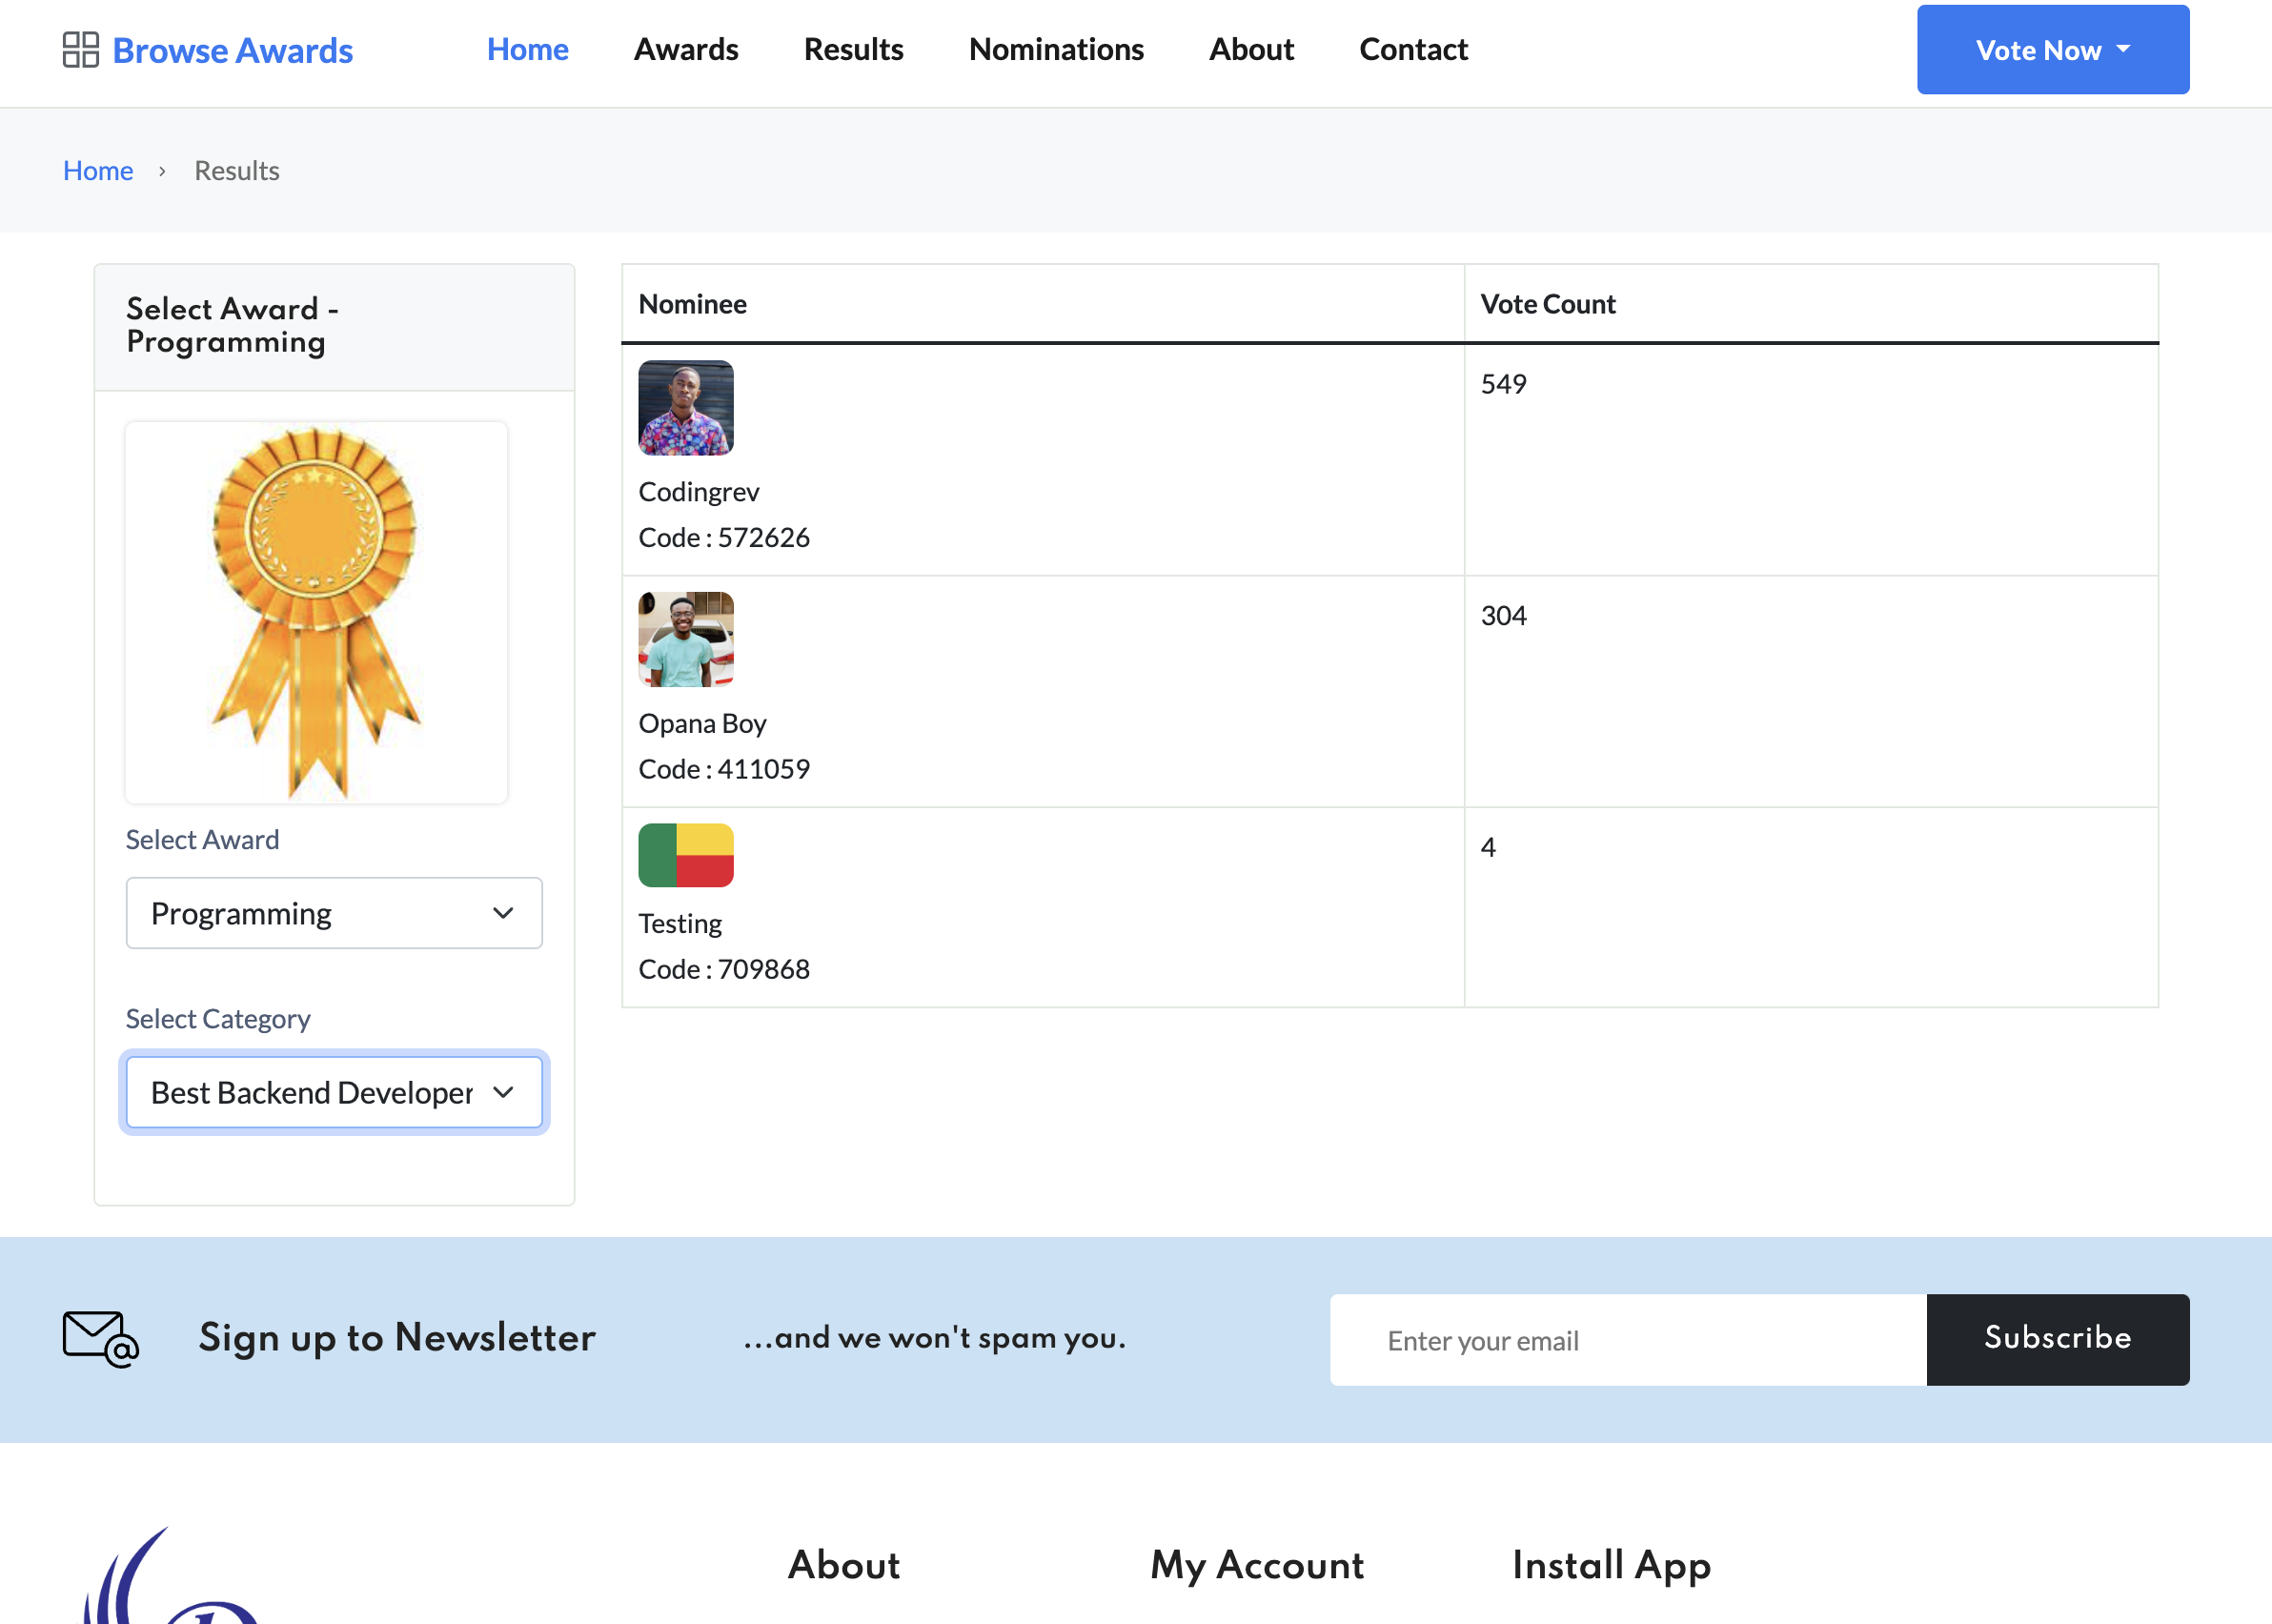 Browse Awards
Home
Awards
Results
Nominations
About
Contact
Vote Now
Home
Results
Select Award -
Programming
Select Award
Programming
Select Category
Best Backend Developer
Nominee
Vote Count
549
Codingrev
Code : 572626
304
Opana Boy
Code : 411059
4
Testing
Code : 709868
Sign up to Newsletter
...and we won't spam you.
Enter your email
Subscribe
About
My Account
Install App